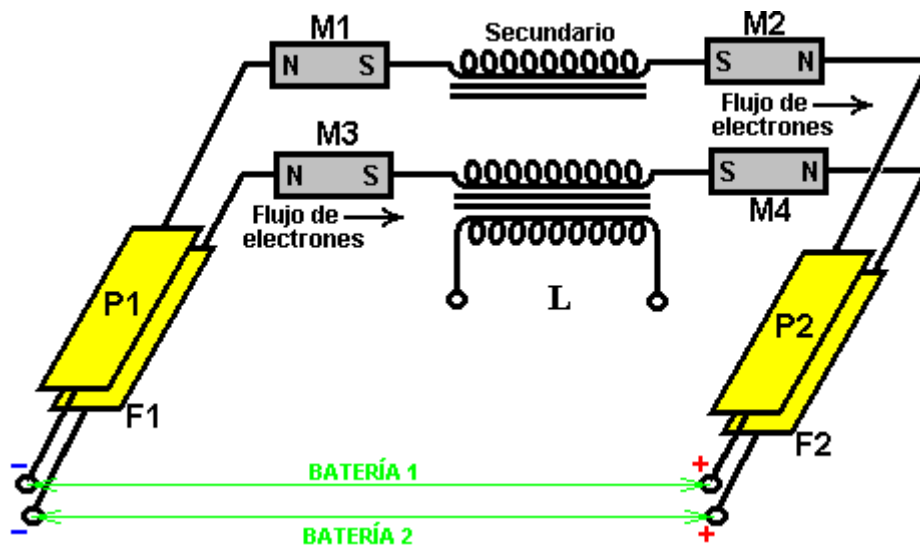 M1
Secundario
M2
N S
S N
Flujo de
electrones
M3
N S
S N
M4
Flujo de
electrones
L
P1
P2
F1
F2
- BATERÍA 1 +
- BATERÍA 2 +